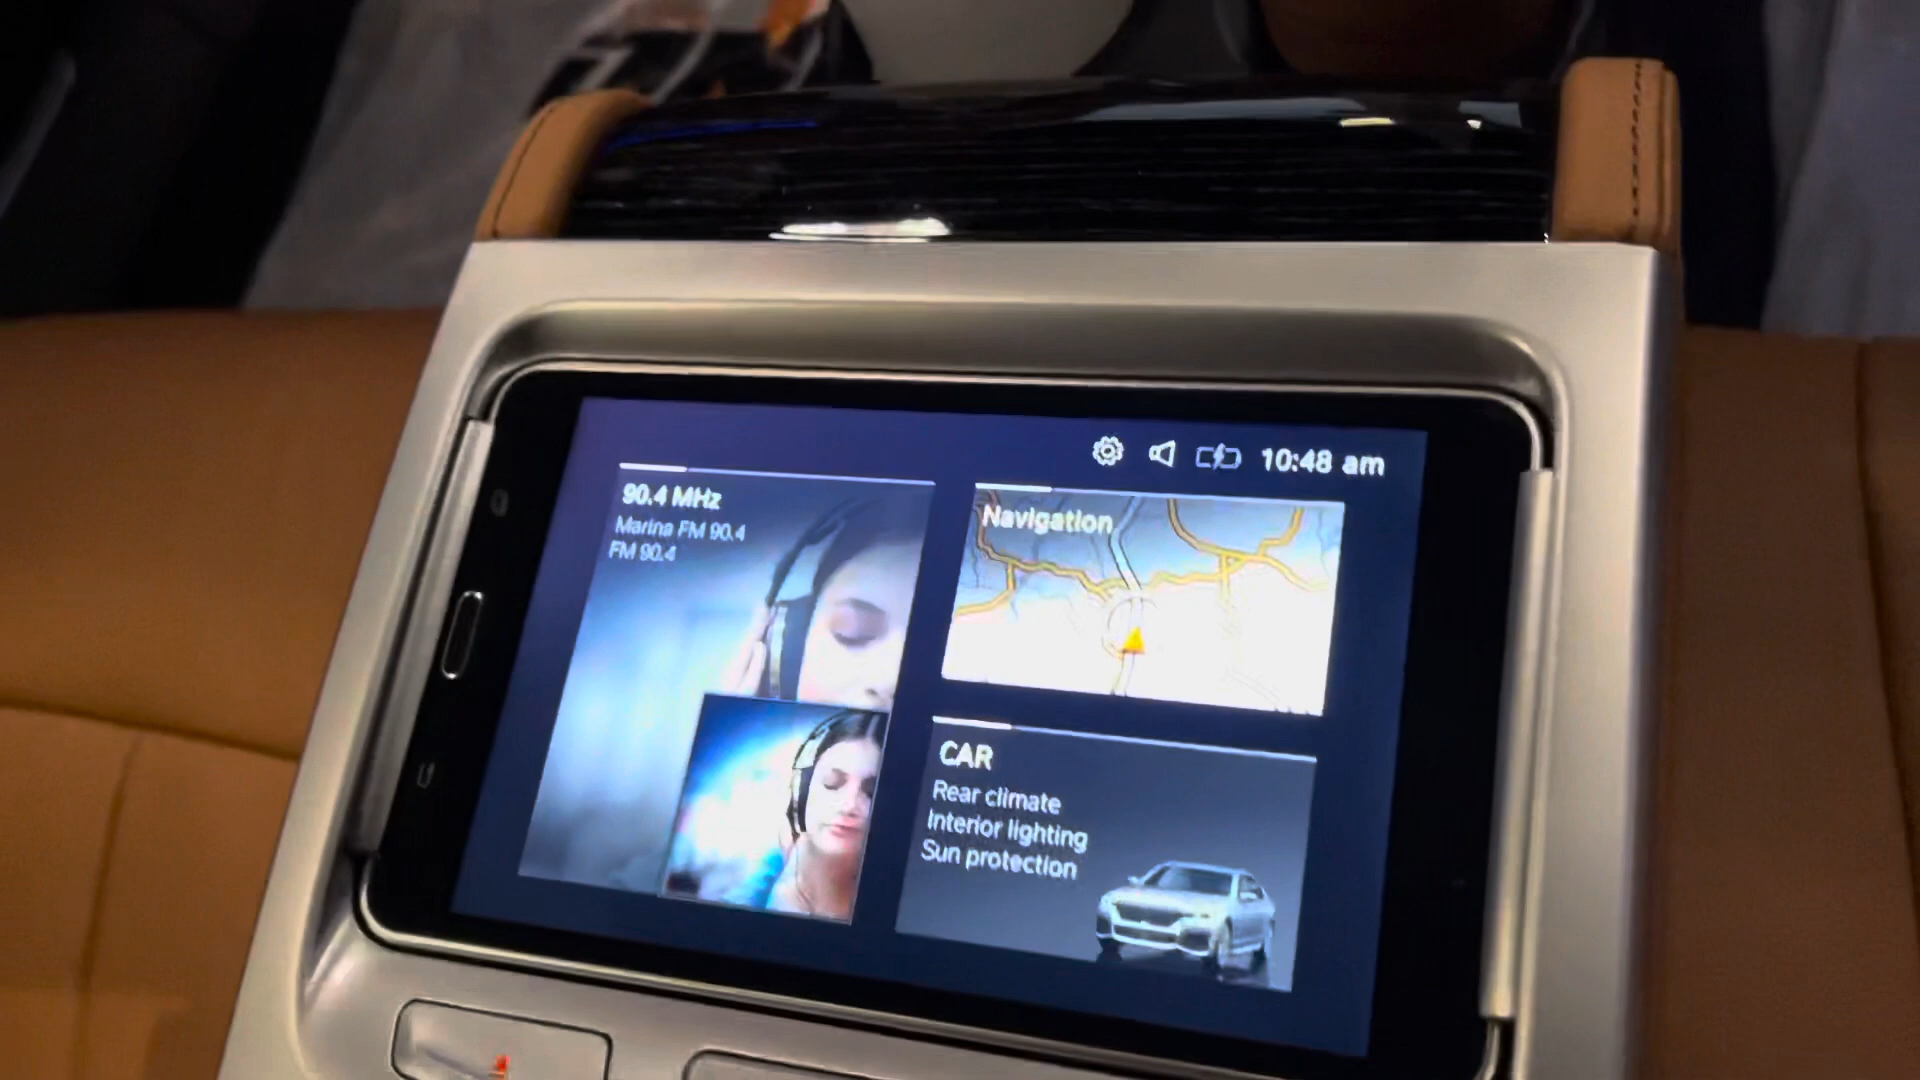 10:48 am
90.4 MHz
Marina FM 90.4
FM 90.4
Navigation
CAR
Rear climate
Interior lighting
Sun protection